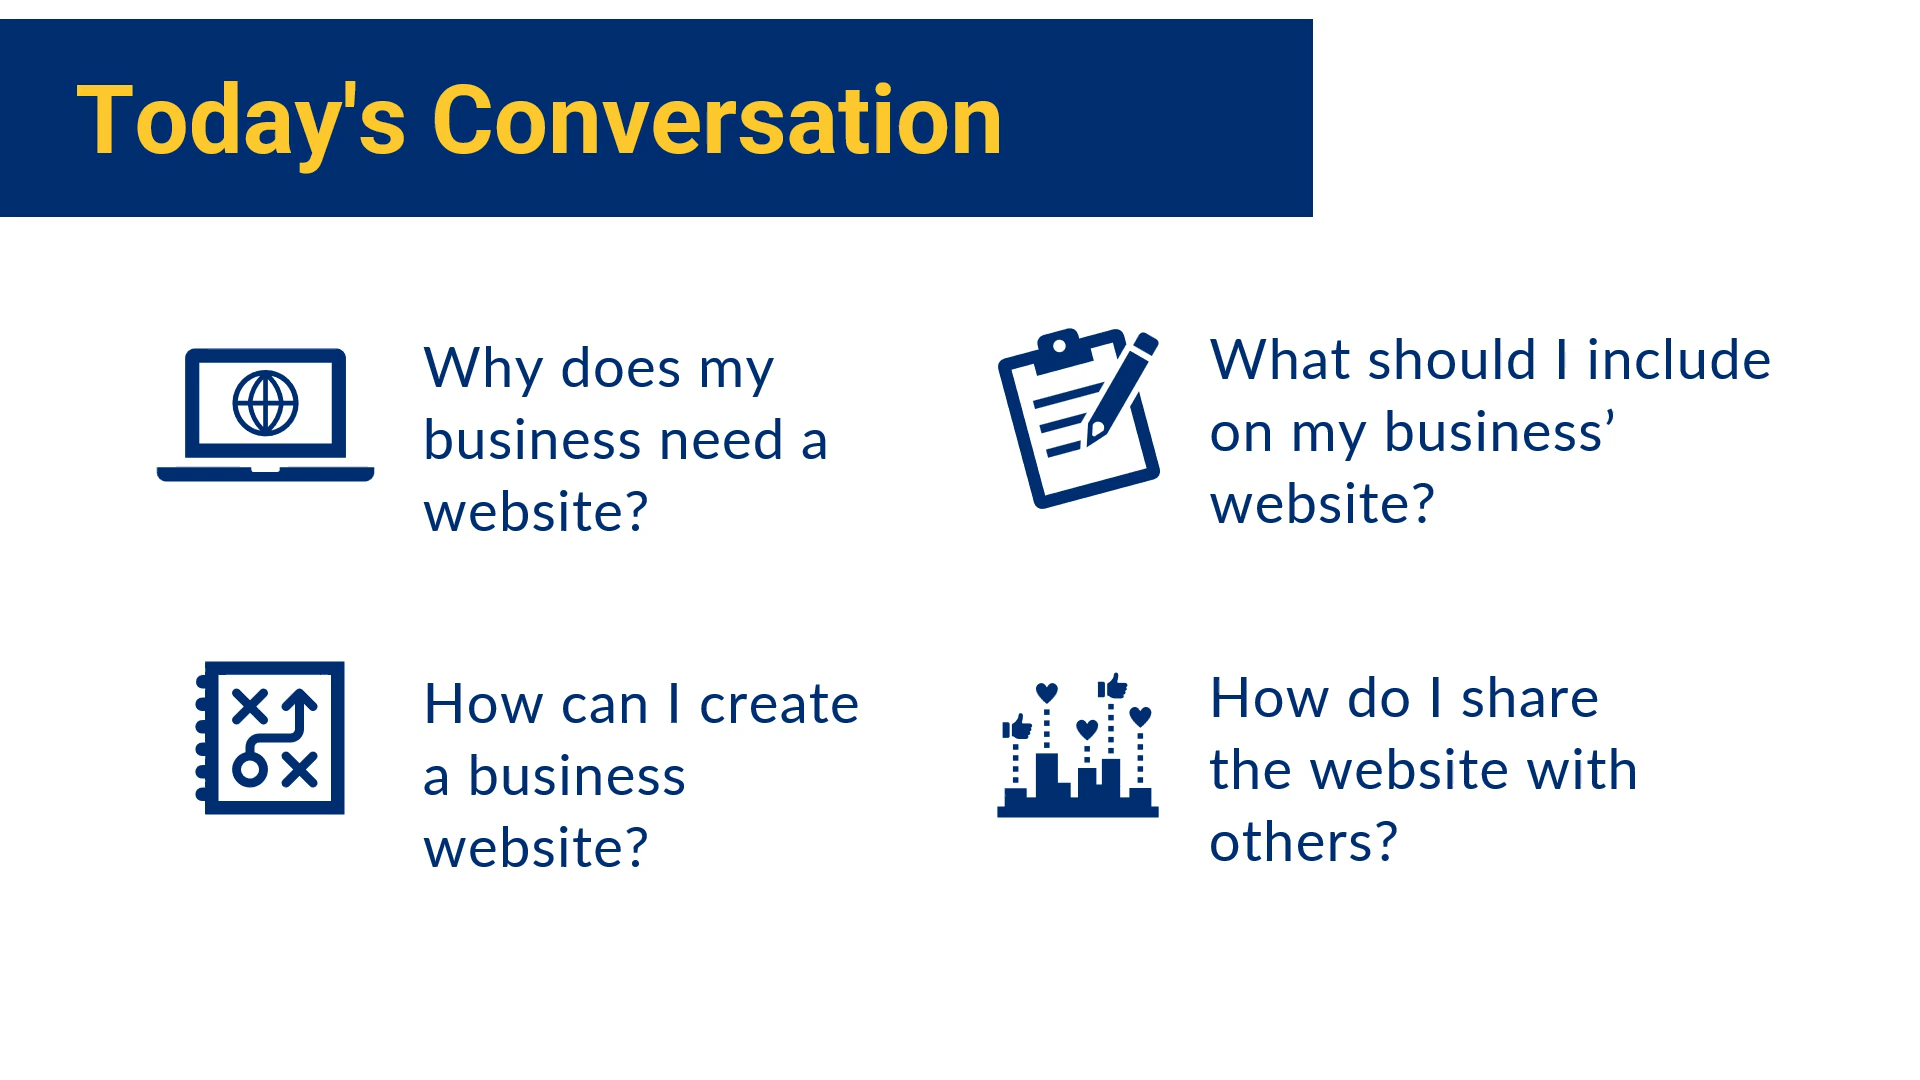 Today's Conversation
Why does my
business need a
website?
What should I include
on my business’
website?
How can I create
a business
website?
How do I share
the website with
others?